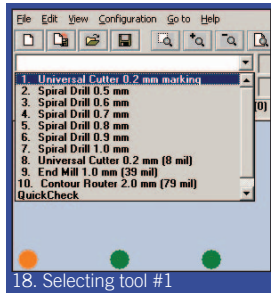 File Edit View Configuration Go to Help
1. Universal Cutter 0.2 mm marking
2. Spiral Drill 0.5 mm
3. Spiral Drill 0.6 mm
4. Spiral Drill 0.7 mm
5. Spiral Drill 0.8 mm
6. Spiral Drill 0.9 mm
7. Spiral Drill 1.0 mm
8. Universal Cutter 0.2 mm (8 mil)
9. End Mill 1.0 mm (39 mil)
10. Contour Router 2.0 mm (79 mil)
QuickCheck
18. Selecting tool #1